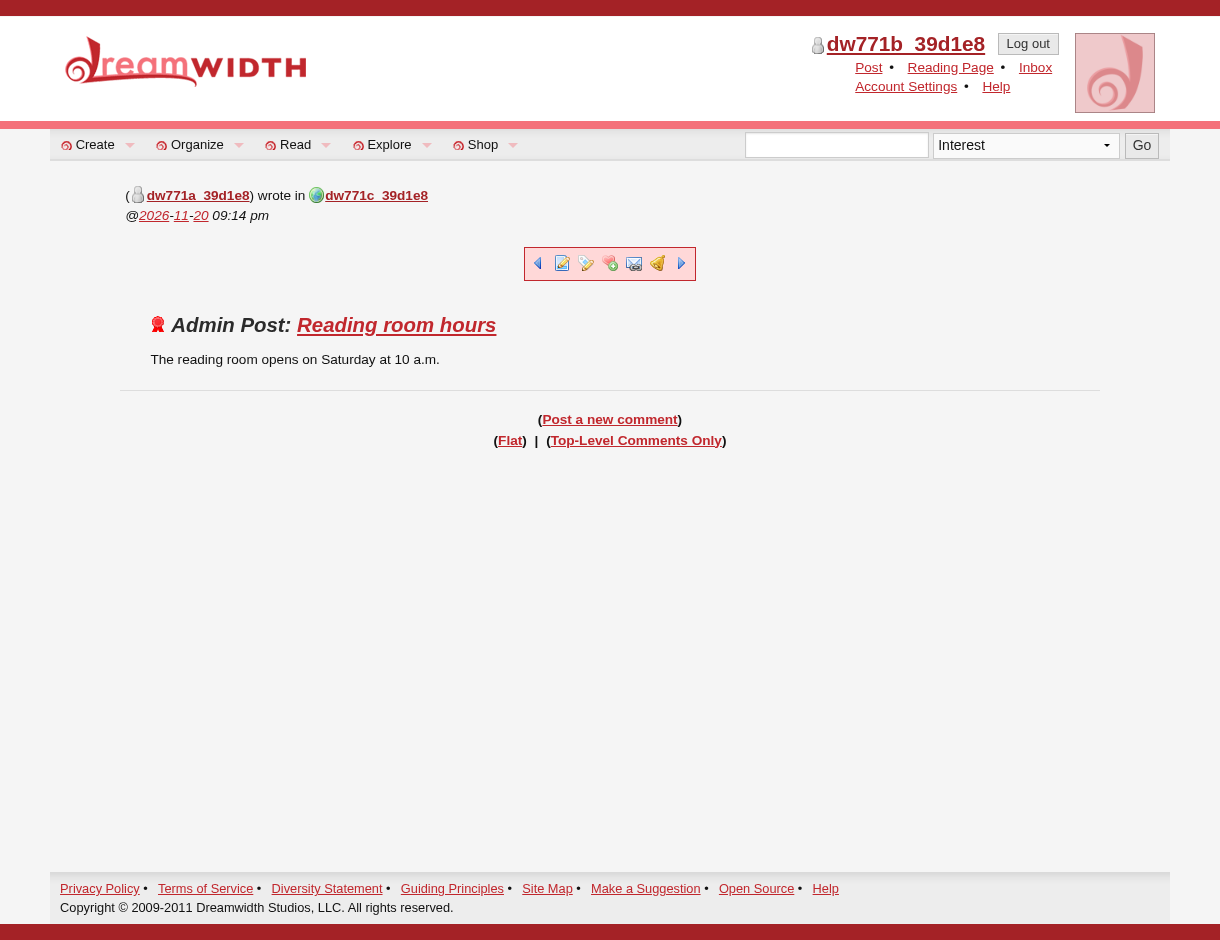 dreamWIDTH
dw771b_39d1e8 Log out
Post • Reading Page • Inbox
Account Settings • Help
Create Organize Read Explore Shop Interest Go
(dw771a_39d1e8) wrote in dw771c_39d1e8
@2026-11-20 09:14 pm
Admin Post: Reading room hours
The reading room opens on Saturday at 10 a.m.
(Post a new comment)
(Flat) | (Top-Level Comments Only)
Privacy Policy • Terms of Service • Diversity Statement • Guiding Principles • Site Map • Make a Suggestion • Open Source • Help
Copyright © 2009-2011 Dreamwidth Studios, LLC. All rights reserved.